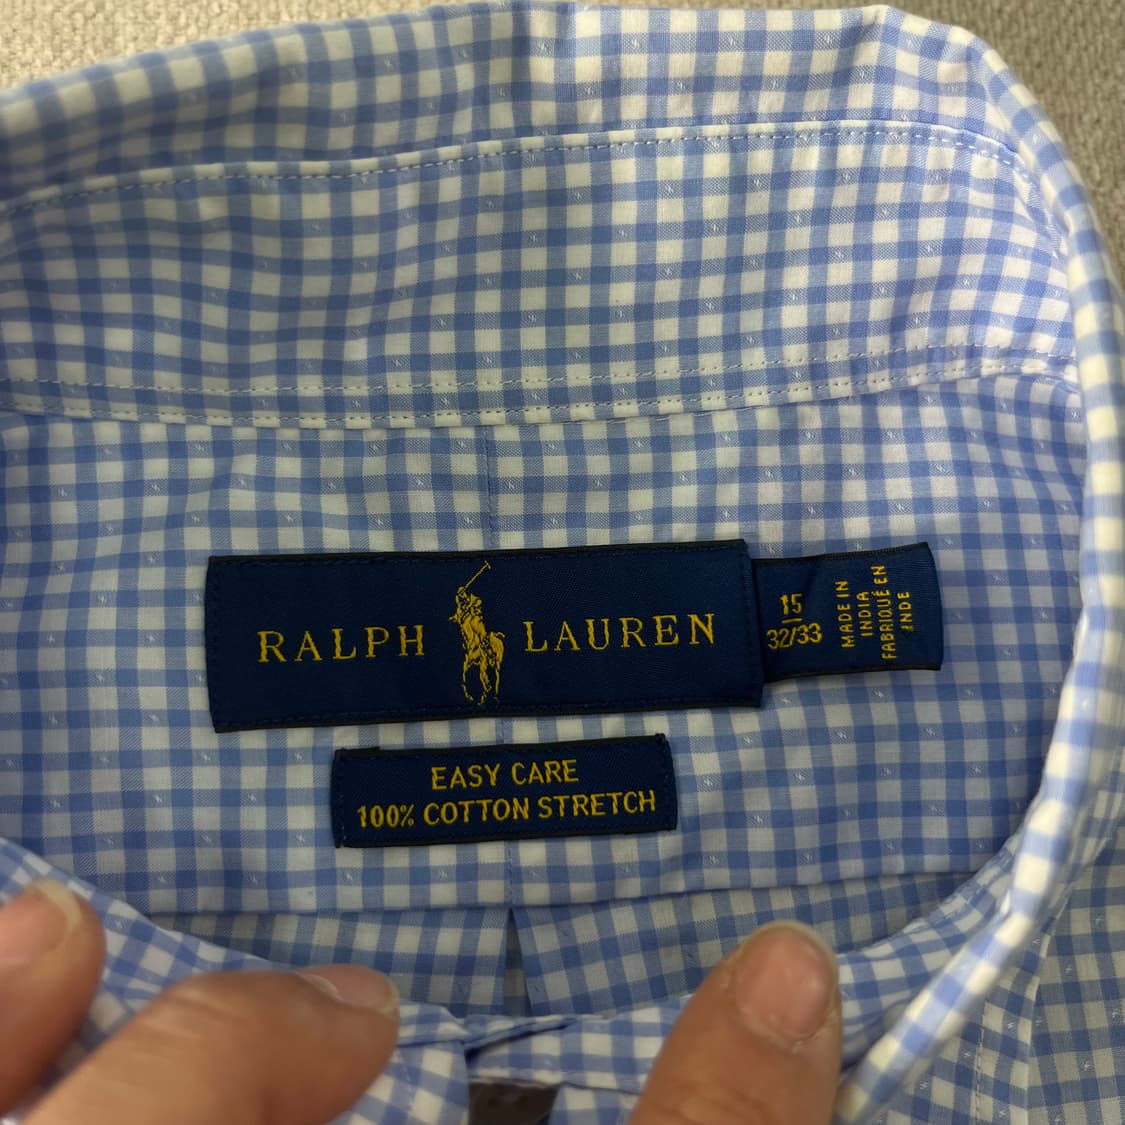 RALPH LAUREN
15
32/33
MADE IN
INDIA
FABRIQUÉ EN
INDE
EASY CARE
100% COTTON STRETCH